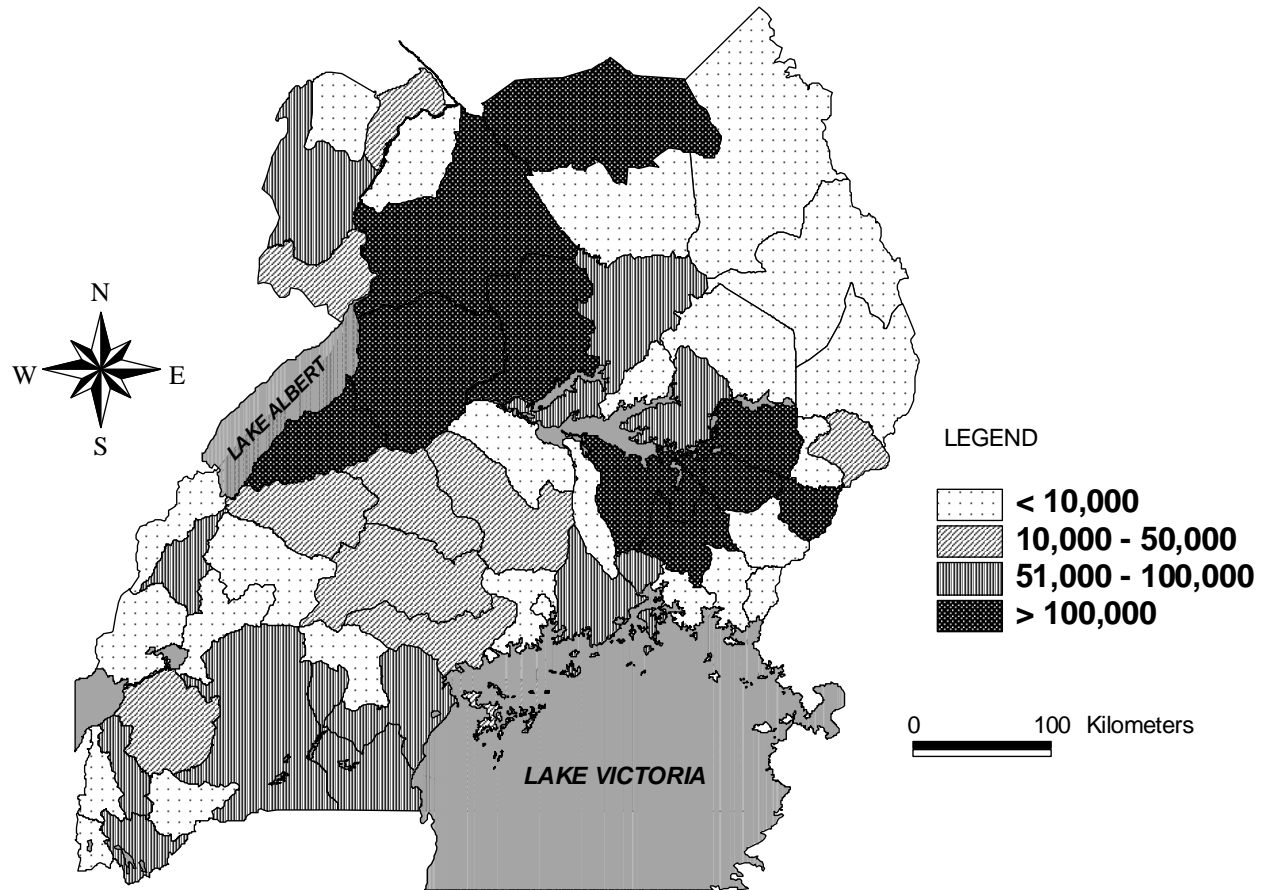 N
W E
S
LAKE ALBERT
LEGEND
< 10,000
10,000 - 50,000
51,000 - 100,000
> 100,000
0 100 Kilometers
LAKE VICTORIA